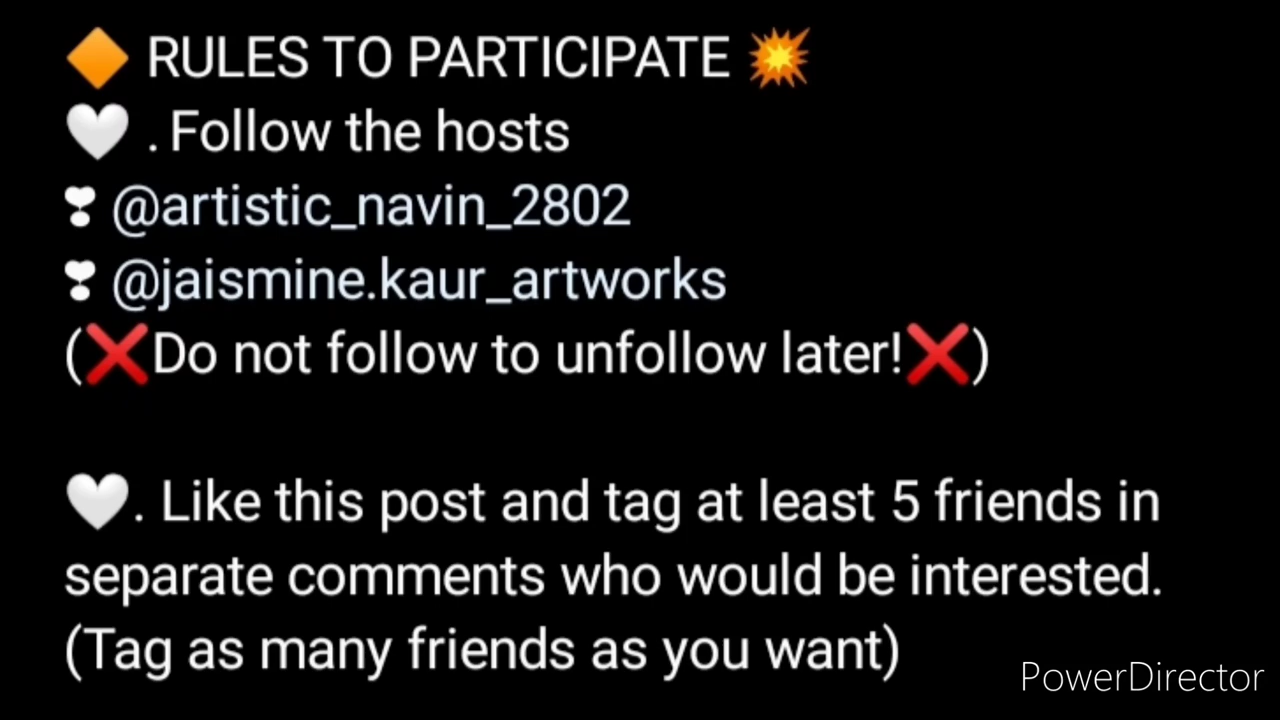 🔶 RULES TO PARTICIPATE 💥
🤍 . Follow the hosts
❣ @artistic_navin_2802
❣ @jaismine.kaur_artworks
(❌Do not follow to unfollow later!❌)
🤍. Like this post and tag at least 5 friends in
separate comments who would be interested.
(Tag as many friends as you want)
PowerDirector